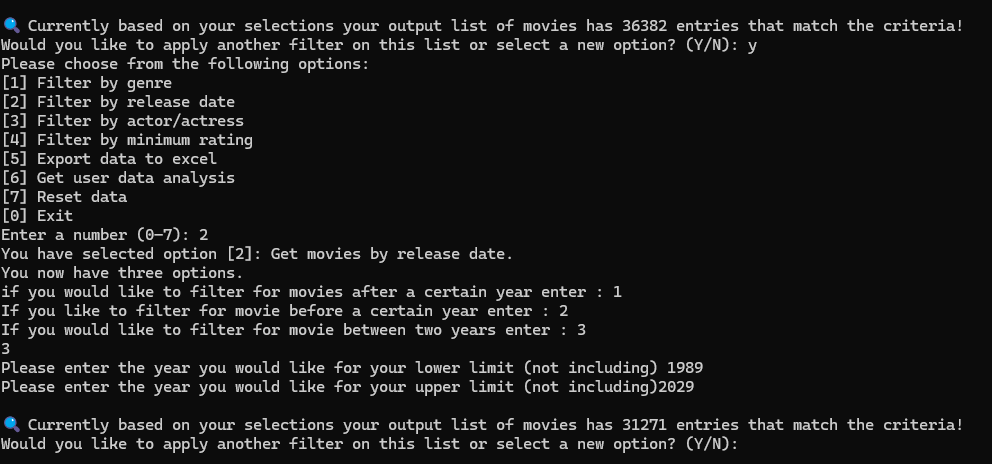 Currently based on your selections your output list of movies has 36382 entries that match the criteria!
Would you like to apply another filter on this list or select a new option? (Y/N): y
Please choose from the following options:
[1] Filter by genre
[2] Filter by release date
[3] Filter by actor/actress
[4] Filter by minimum rating
[5] Export data to excel
[6] Get user data analysis
[7] Reset data
[0] Exit
Enter a number (0-7): 2
You have selected option [2]: Get movies by release date.
You now have three options.
if you would like to filter for movies after a certain year enter : 1
If you like to filter for movie before a certain year enter : 2
If you would like to filter for movie between two years enter : 3
3
Please enter the year you would like for your lower limit (not including) 1989
Please enter the year you would like for your upper limit (not including)2029
Currently based on your selections your output list of movies has 31271 entries that match the criteria!
Would you like to apply another filter on this list or select a new option? (Y/N):